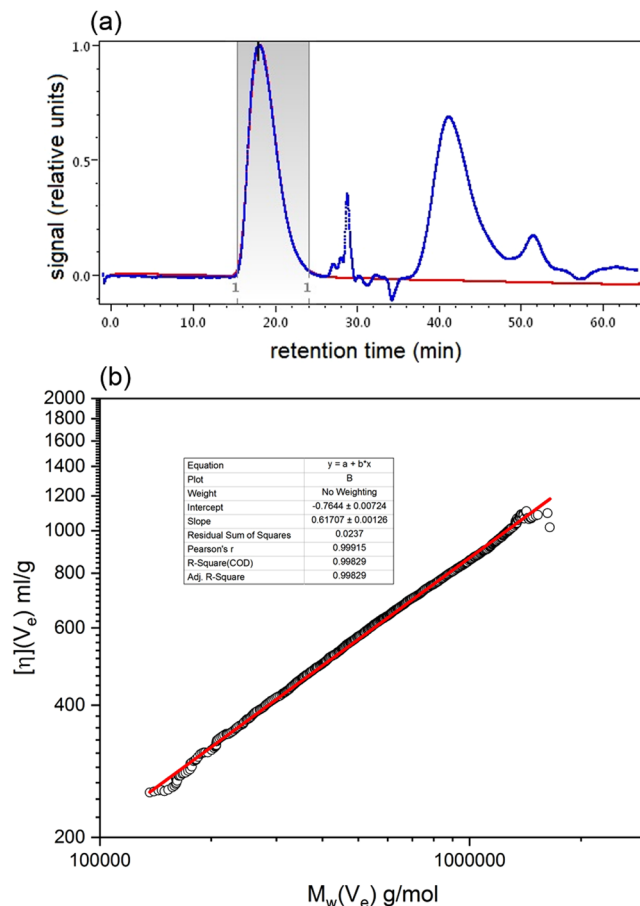 (a)
signal (relative units)
1.0
0.5
0.0
1 1
0.0 10.0 20.0 30.0 40.0 50.0 60.0
retention time (min)
(b)
[η](Vₑ) ml/g
2000
1800
1600
1400
1200
1000
800
600
400
200
Equation y = a + b*x
Plot B
Weight No Weighting
Intercept -0.7644 ± 0.00724
Slope 0.61707 ± 0.00126
Residual Sum of Squares 0.0237
Pearson's r 0.99915
R-Square(COD) 0.99829
Adj. R-Square 0.99829
100000 1000000
M_w(Vₑ) g/mol